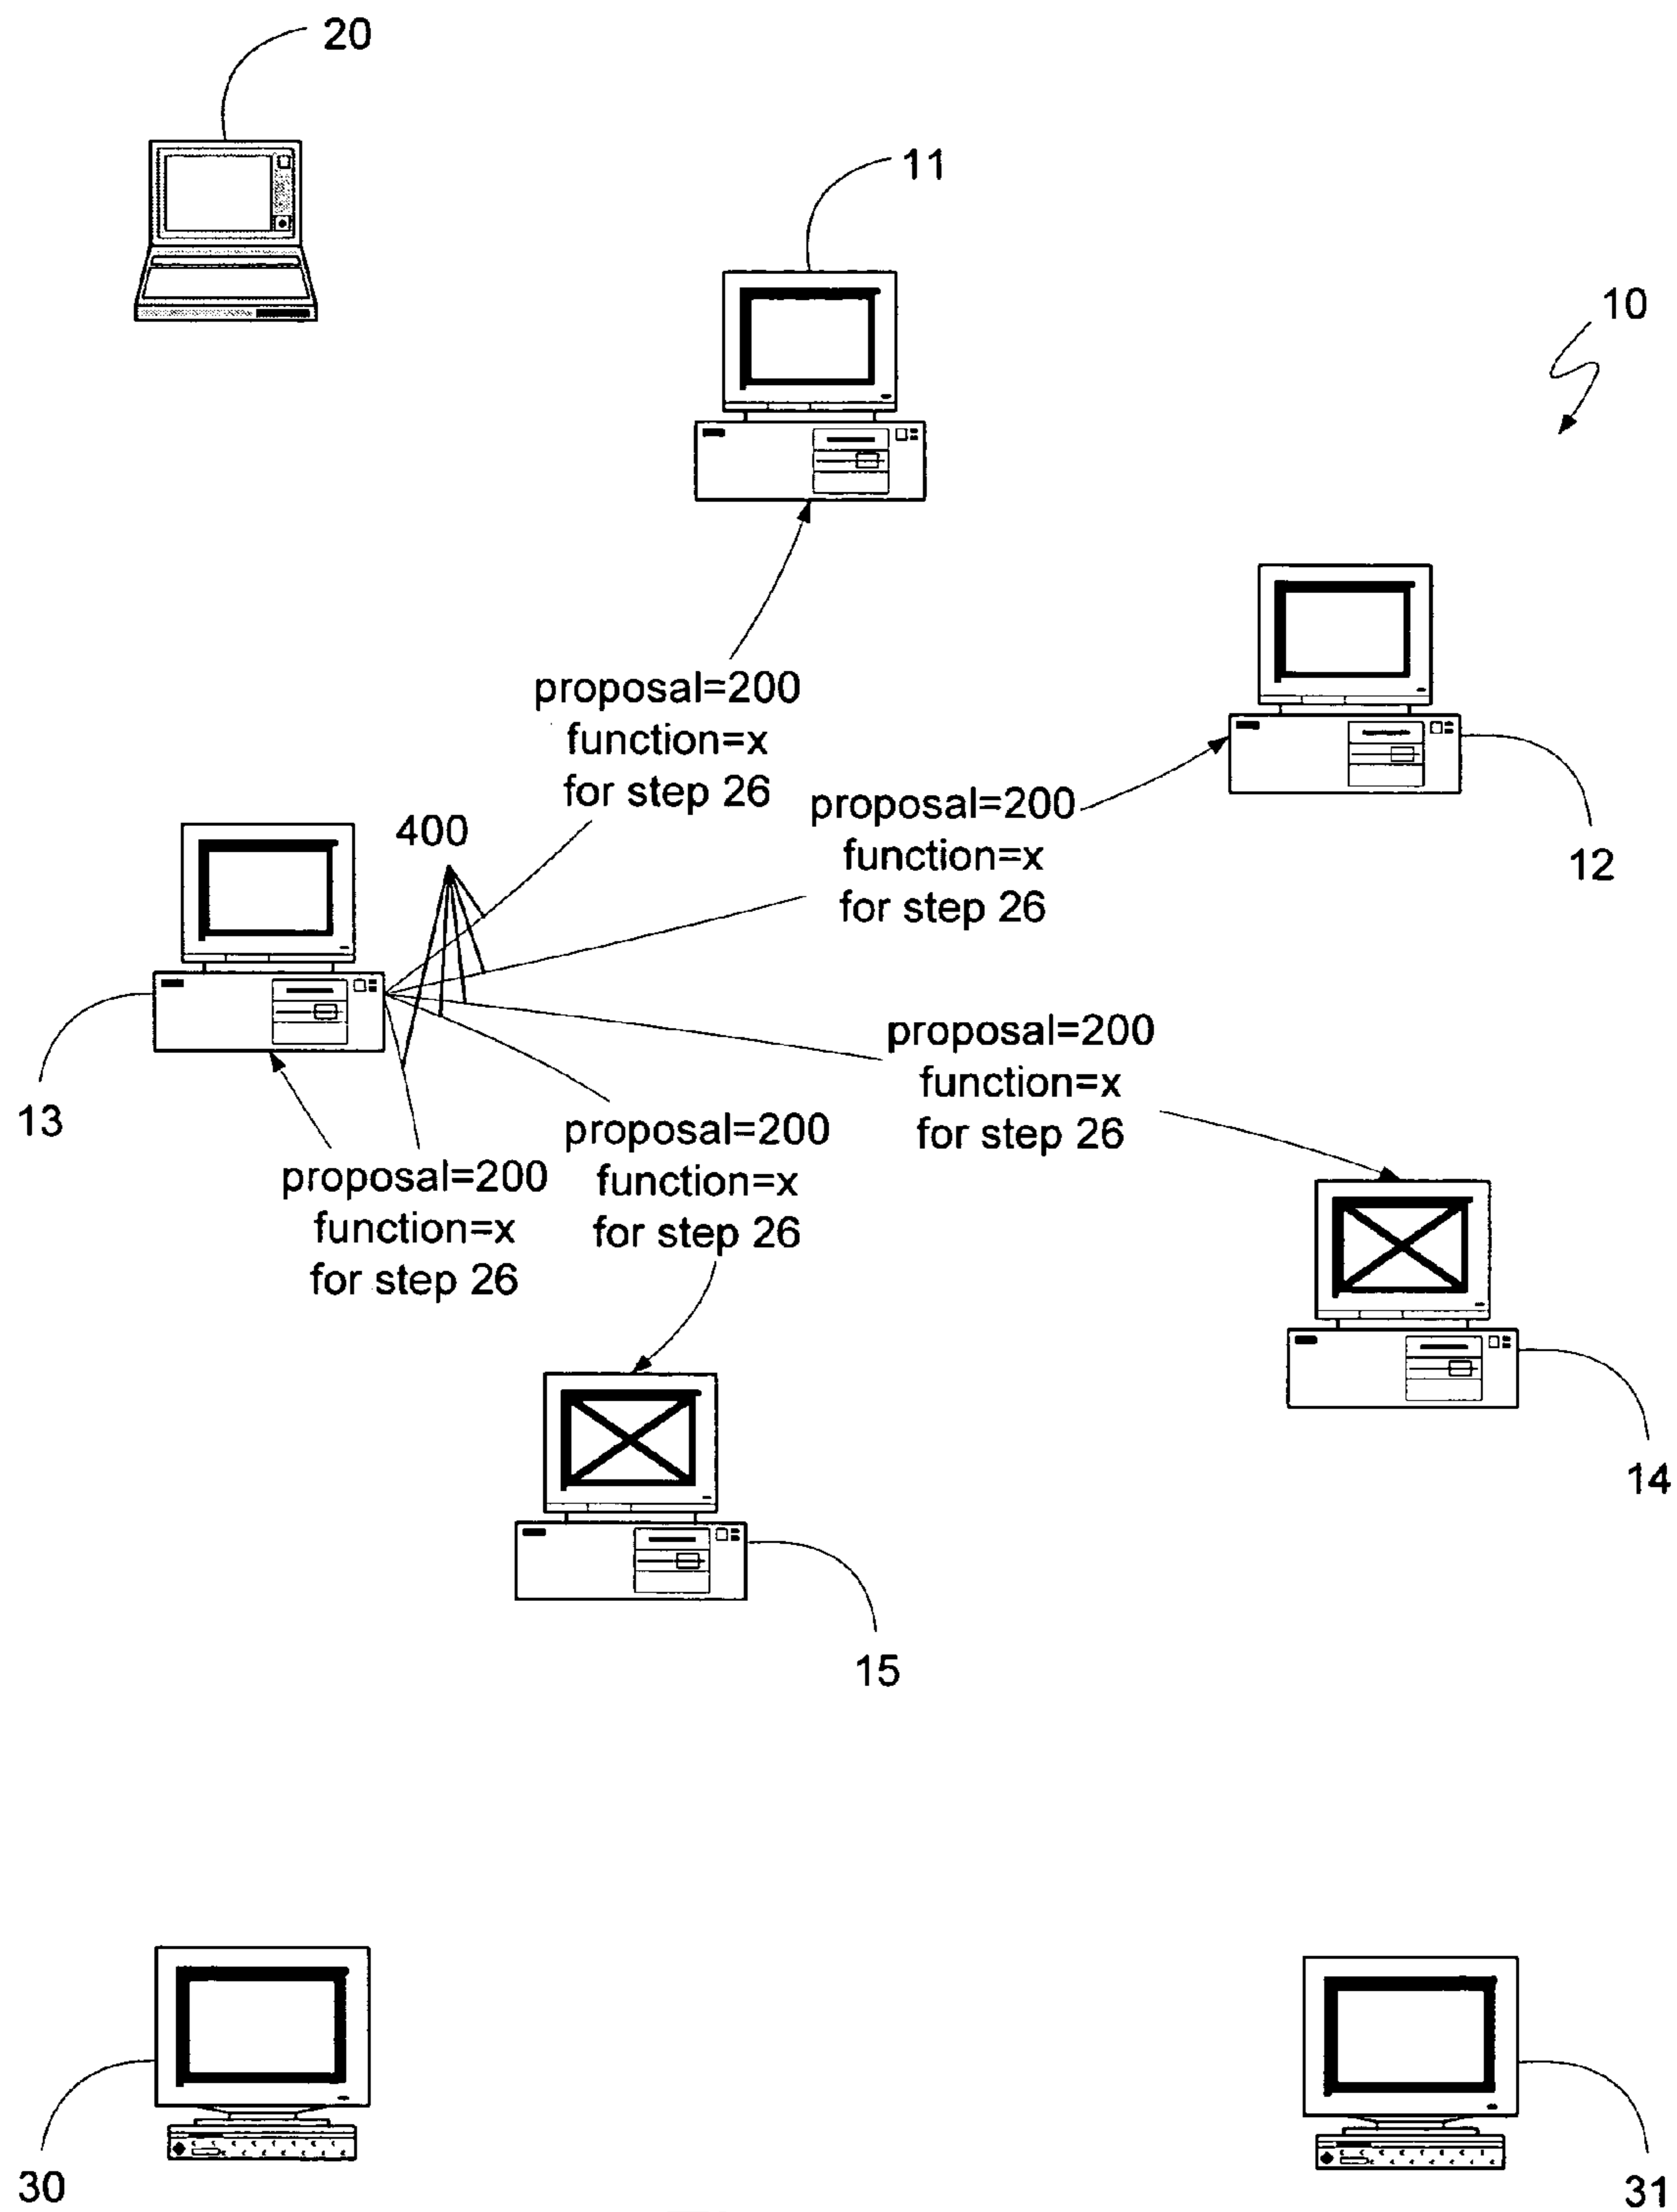 20
11
10
proposal=200
function=x
for step 26
proposal=200
function=x
for step 26
12
400
13
proposal=200
function=x
for step 26
proposal=200
function=x
for step 26
proposal=200
function=x
for step 26
14
15
30
31